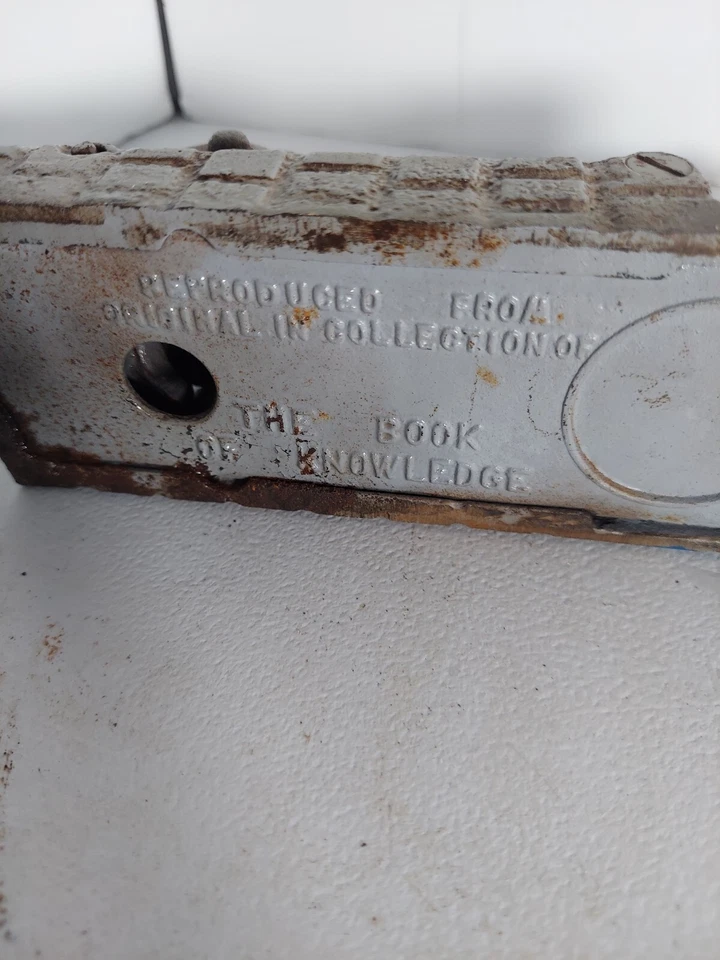 REPRODUCED FROM
ORIGINAL IN COLLECTION OF
THE BOOK
OF KNOWLEDGE